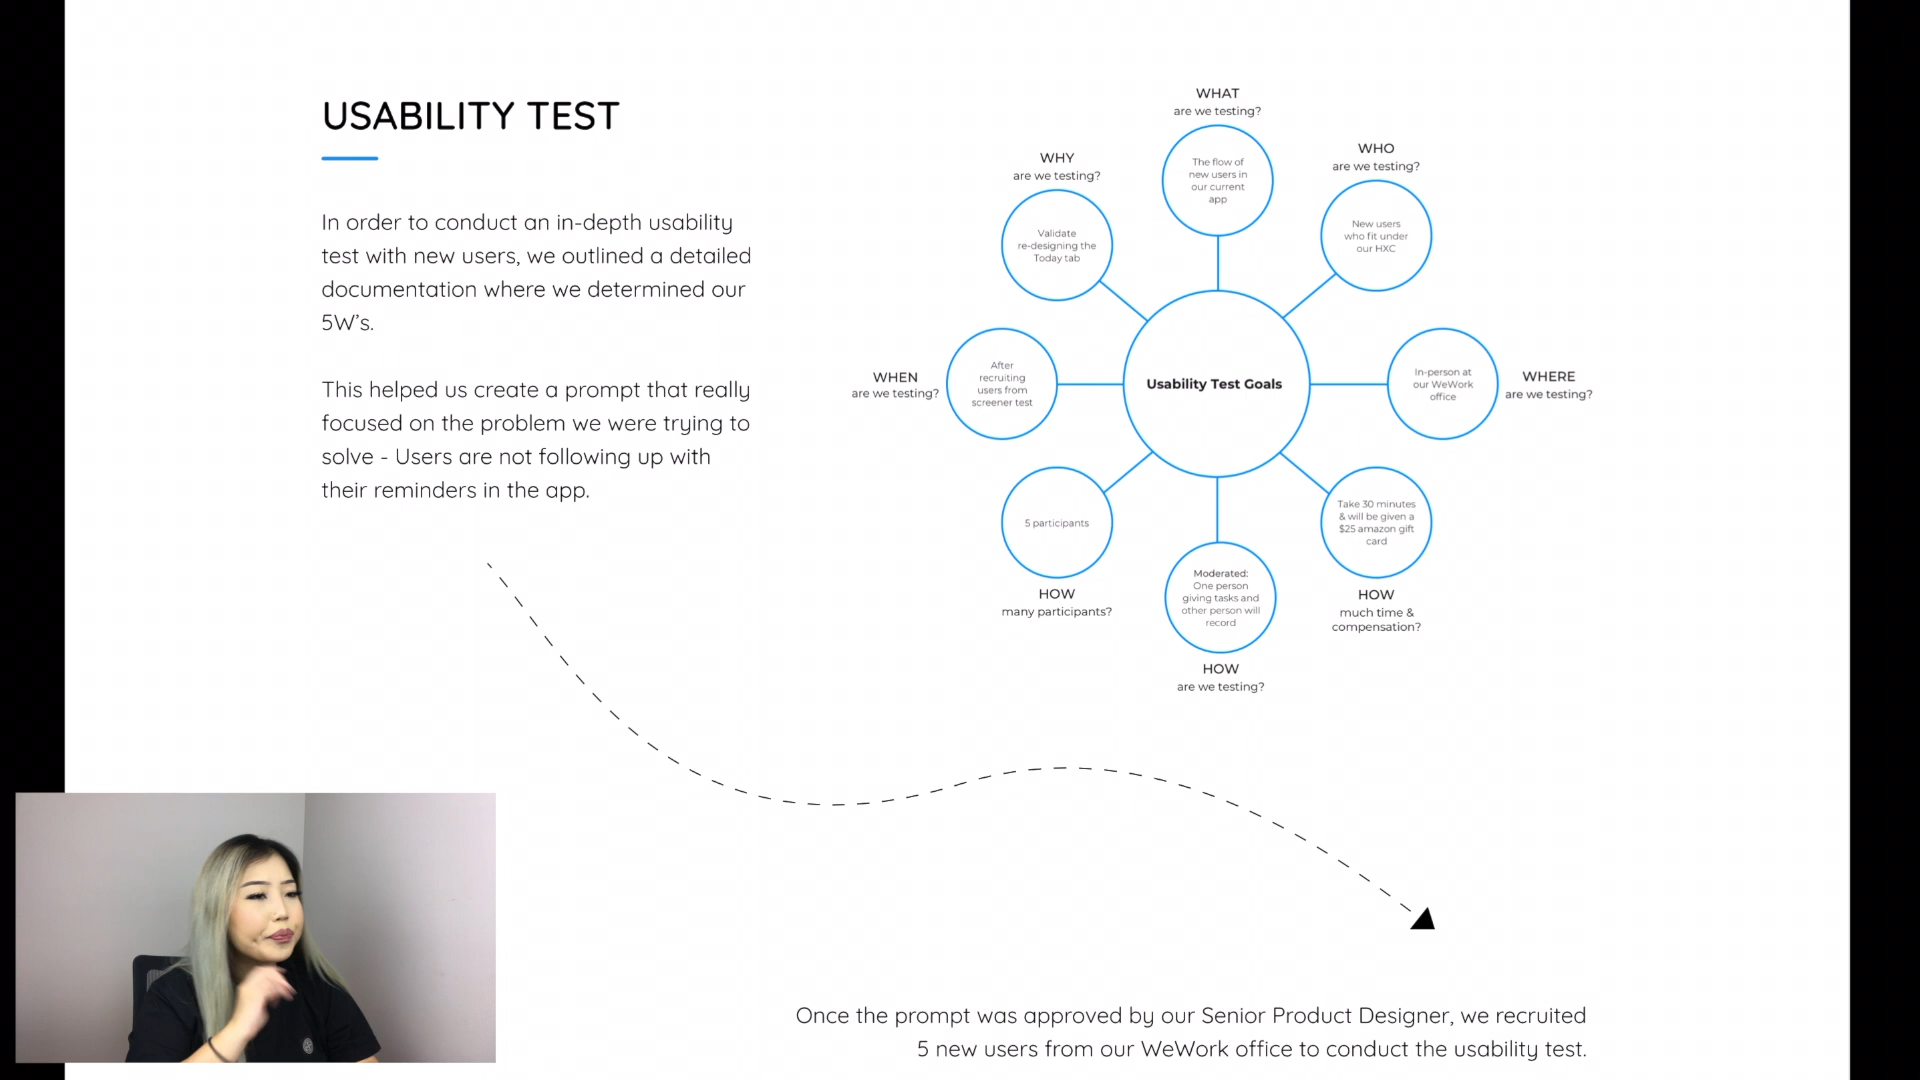 USABILITY TEST
In order to conduct an in-depth usability
test with new users, we outlined a detailed
documentation where we determined our
5W’s.
This helped us create a prompt that really
focused on the problem we were trying to
solve - Users are not following up with
their reminders in the app.
WHAT
are we testing?
The flow of
new users in
our current
app
WHO
are we testing?
New users
who fit under
our HXC
WHERE
are we testing?
In-person at
our WeWork
office
HOW
much time &
compensation?
Take 30 minutes
& will be given a
$25 amazon gift
card
HOW
are we testing?
Moderated:
One person
giving tasks and
other person will
record
HOW
many participants?
5 participants
WHEN
are we testing?
After
recruiting
users from
screener test
WHY
are we testing?
Validate
re-designing the
Today tab
Usability Test Goals
Once the prompt was approved by our Senior Product Designer, we recruited
5 new users from our WeWork office to conduct the usability test.